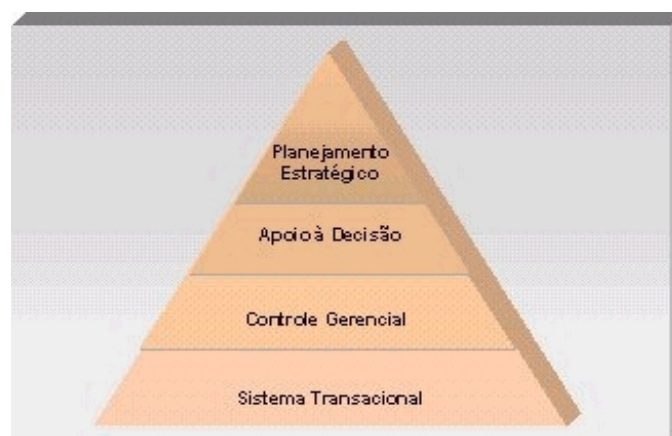 Planejamento
Estratégico
Apoio à Decisão
Controle Gerencial
Sistema Transacional